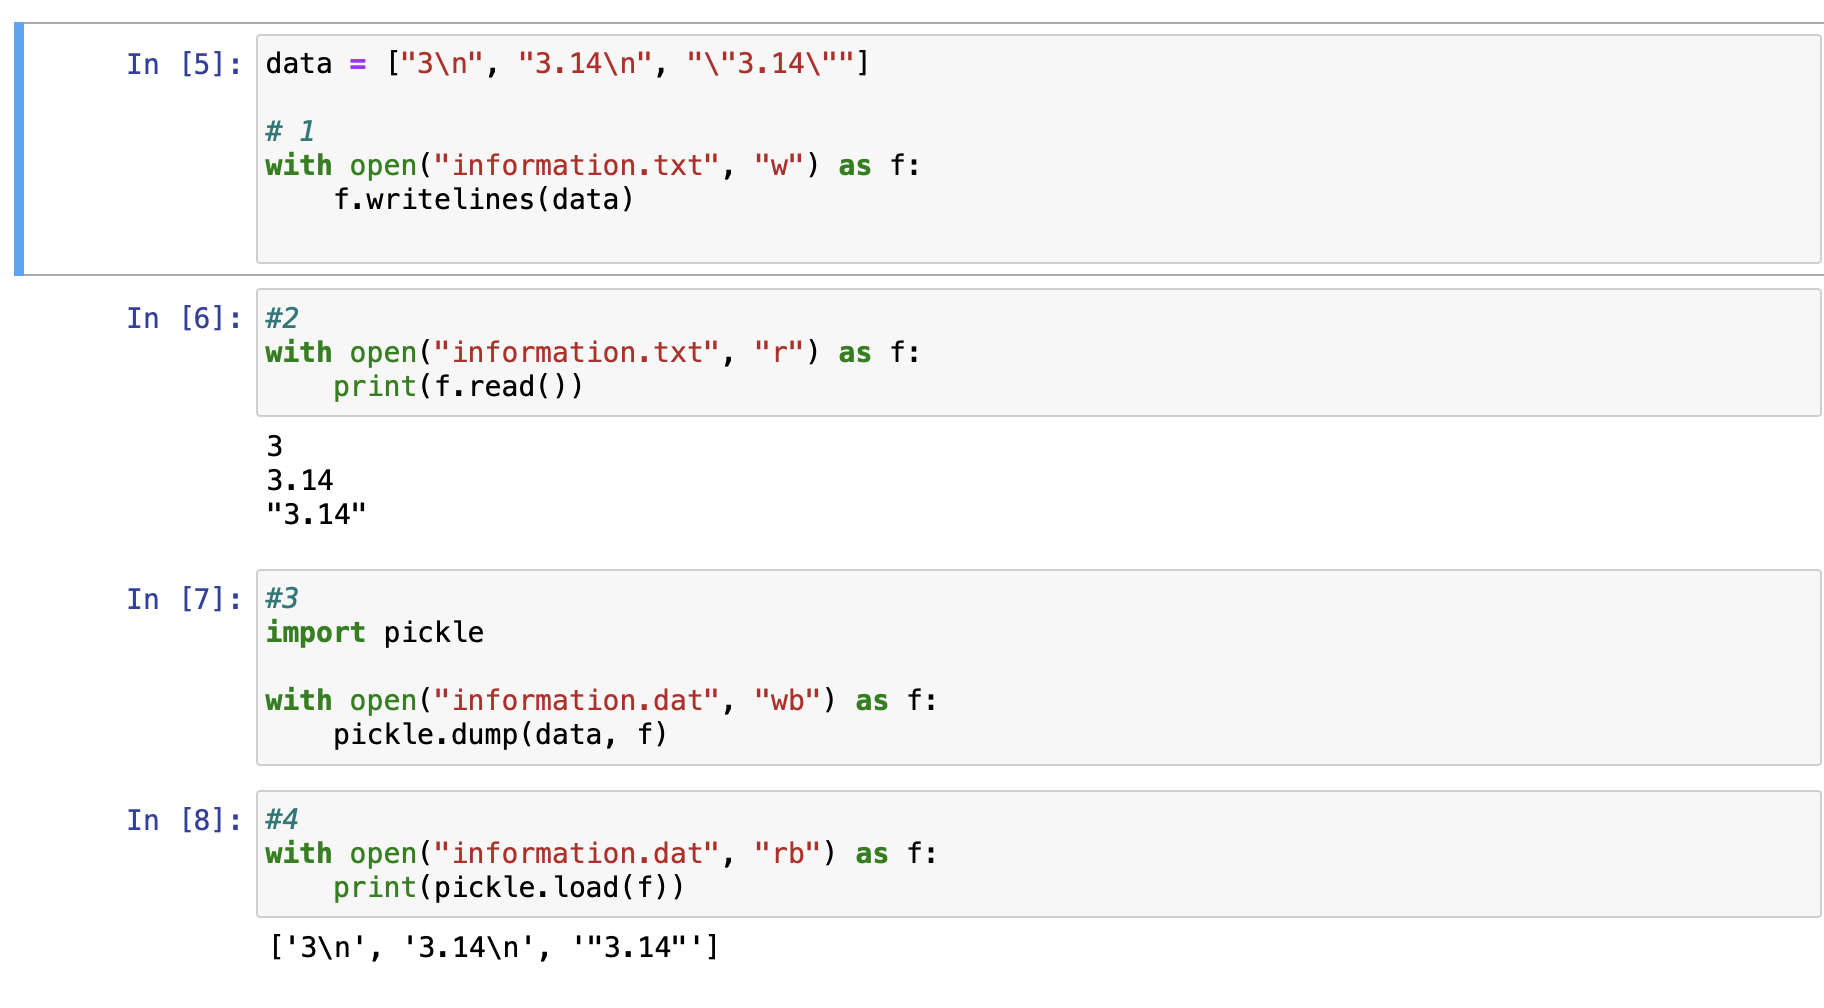 In [5]: data = ["3\n", "3.14\n", "\"3.14\""]
# 1
with open("information.txt", "w") as f:
    f.writelines(data)
In [6]: #2
with open("information.txt", "r") as f:
    print(f.read())
3
3.14
"3.14"
In [7]: #3
import pickle
with open("information.dat", "wb") as f:
    pickle.dump(data, f)
In [8]: #4
with open("information.dat", "rb") as f:
    print(pickle.load(f))
['3\n', '3.14\n', '"3.14"']